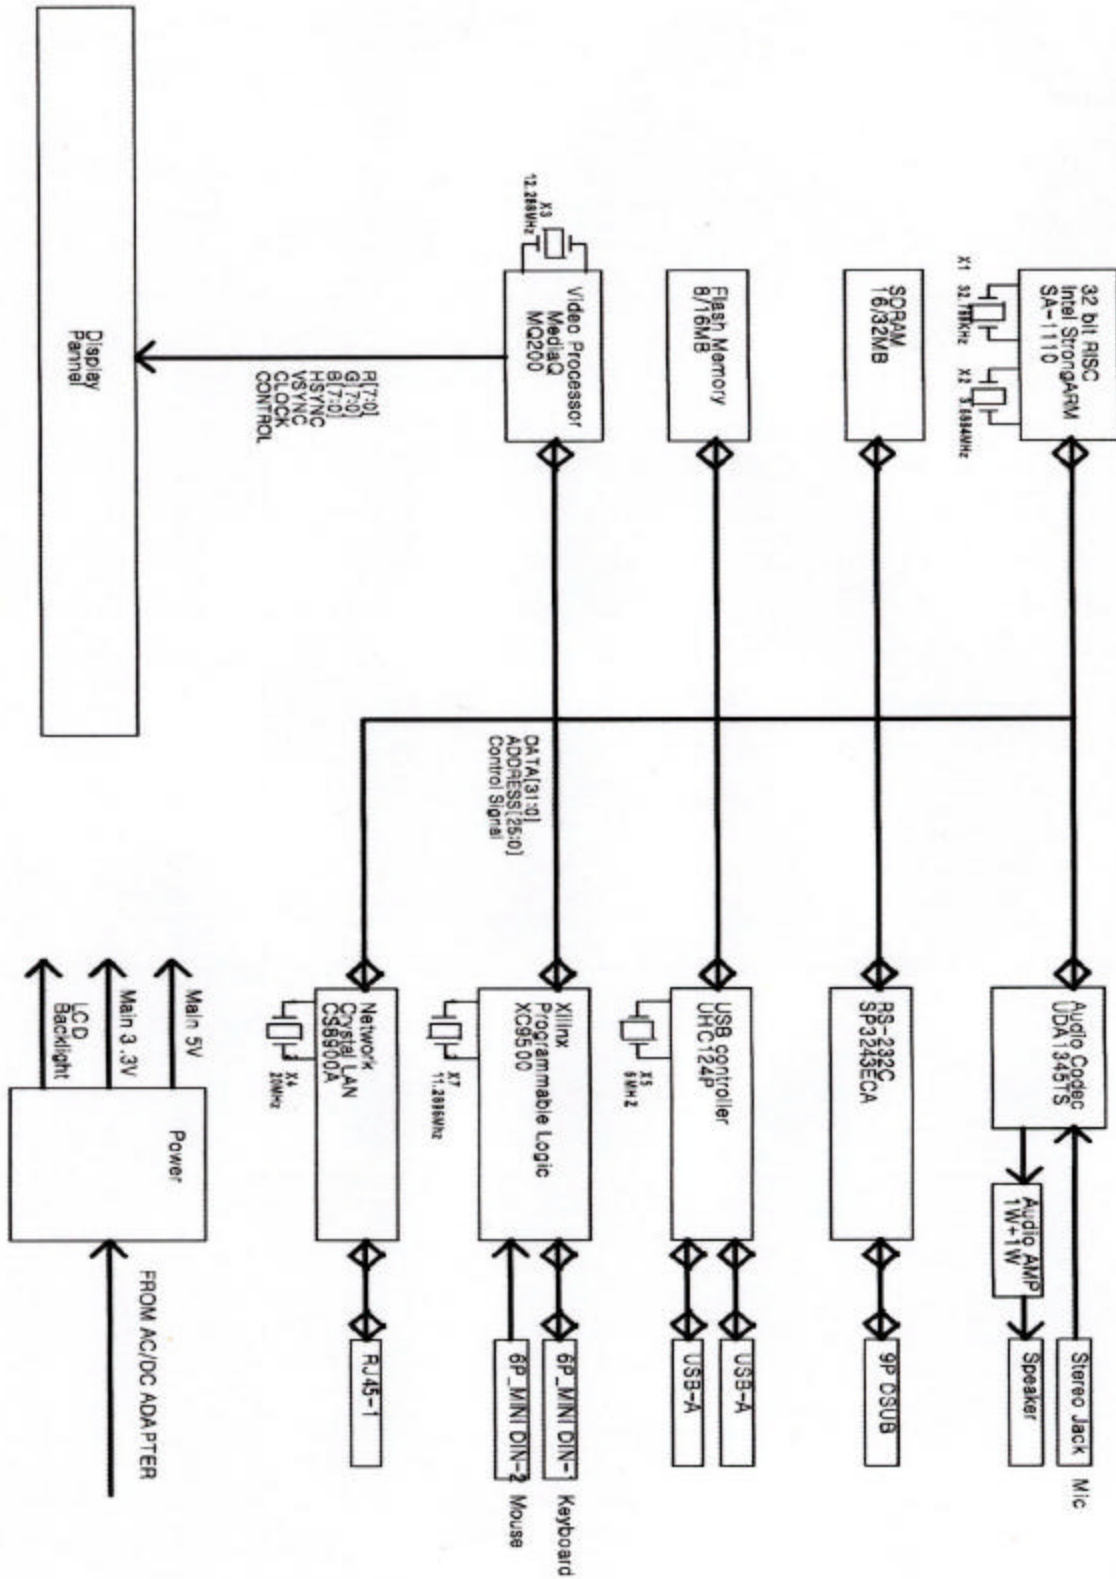 32 bit RISC
Intel StrongARM
SA-1110
X1
X2
SDRAM
16/32MB
Flash Memory
8/16MB
Video Processor
MediaQ
MQ200
X3
12.288MHz
R[7:0]
G[7:0]
B[7:0]
HSYNC
VSYNC
CLOCK
CONTROL
Display
Pannel
DATA[31:0]
ADDRESS[25:0]
Control Signal
Audio Codec
UDA1345TS
Audio AMP
1W+1W
Stereo Jack
Mic
Speaker
RS-232C
SP3243ECA
9P DSUB
USB controller
UHC124P
X5
6MHZ
USB-A
USB-A
Xilinx
Programmable Logic
XC9500
X7
11.2896Mhz
6P_MINI DIN-1
Keyboard
6P_MINI DIN-2
Mouse
Network
Crystal LAN
CS8900A
X4
20MHz
RJ45-1
Power
Main 5V
Main 3.3V
LCD
Backlight
FROM AC/DC ADAPTER